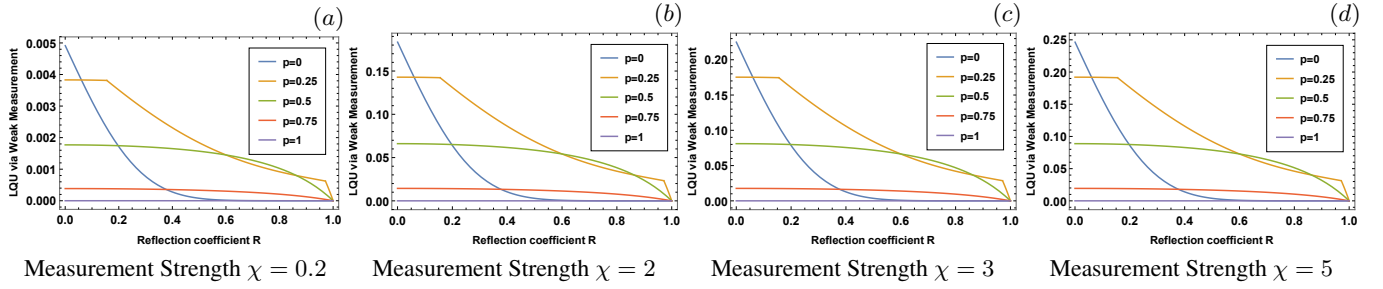 (a)
LQU via Weak Measurement
0.005
0.004
0.003
0.002
0.001
0.000
p=0
p=0.25
p=0.5
p=0.75
p=1
0.0 0.2 0.4 0.6 0.8 1.0
Reflection coefficient R
Measurement Strength χ = 0.2
(b)
LQU via Weak Measurement
0.15
0.10
0.05
0.00
p=0
p=0.25
p=0.5
p=0.75
p=1
0.0 0.2 0.4 0.6 0.8 1.0
Reflection coefficient R
Measurement Strength χ = 2
(c)
LQU via Weak Measurement
0.20
0.15
0.10
0.05
0.00
p=0
p=0.25
p=0.5
p=0.75
p=1
0.0 0.2 0.4 0.6 0.8 1.0
Reflection coefficient R
Measurement Strength χ = 3
(d)
LQU via Weak Measurement
0.25
0.20
0.15
0.10
0.05
0.00
p=0
p=0.25
p=0.5
p=0.75
p=1
0.0 0.2 0.4 0.6 0.8 1.0
Reflection coefficient R
Measurement Strength χ = 5